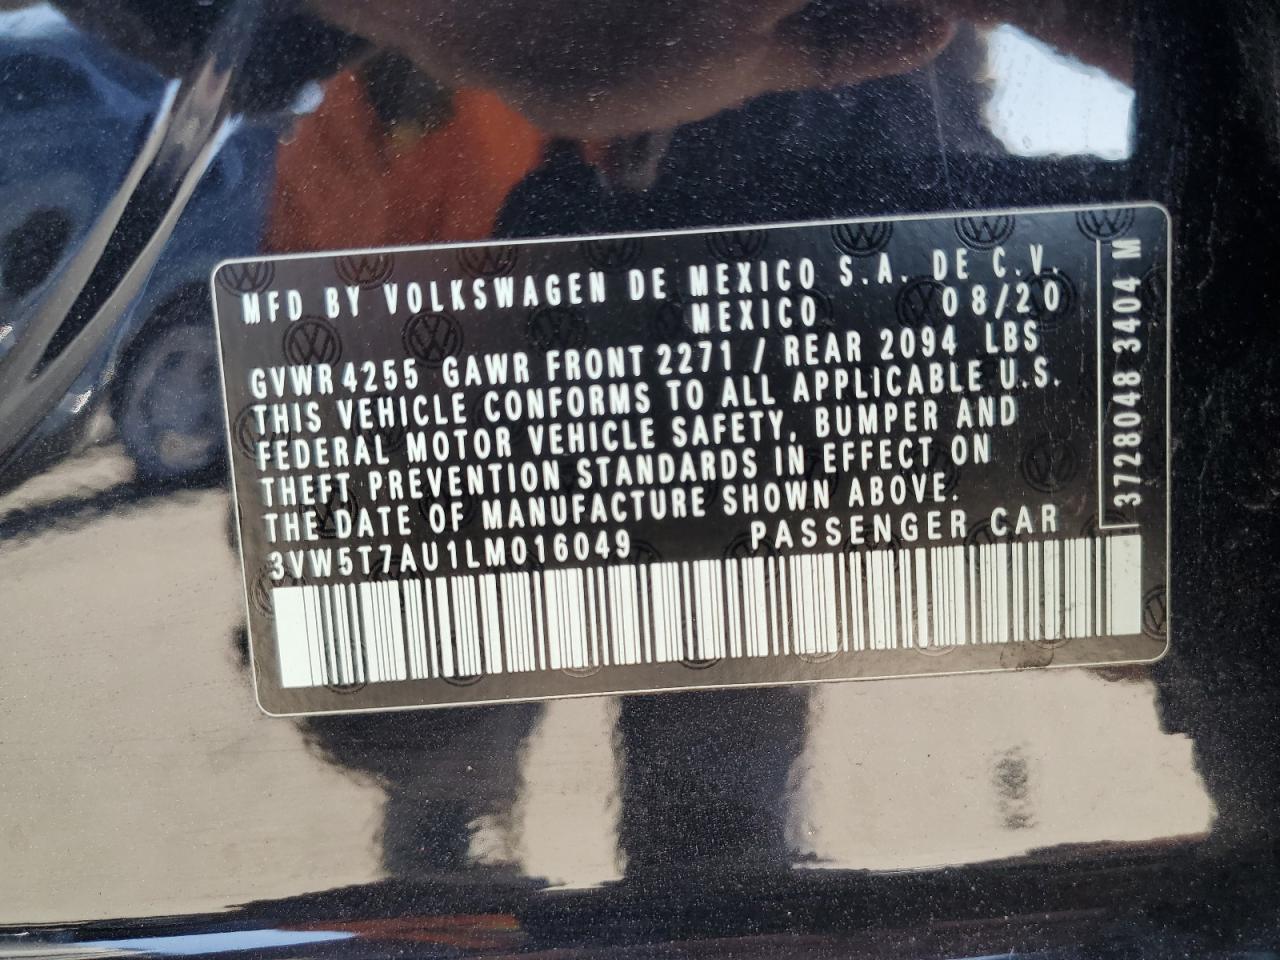 MFD BY VOLKSWAGEN DE MEXICO S.A. DE C.V.
MEXICO 08/20
GVWR 4255 GAWR FRONT 2271 / REAR 2094 LBS
THIS VEHICLE CONFORMS TO ALL APPLICABLE U.S.
FEDERAL MOTOR VEHICLE SAFETY, BUMPER AND
THEFT PREVENTION STANDARDS IN EFFECT ON
THE DATE OF MANUFACTURE SHOWN ABOVE.
3VW5T7AU1LM016049 PASSENGER CAR
3728048 3404 M